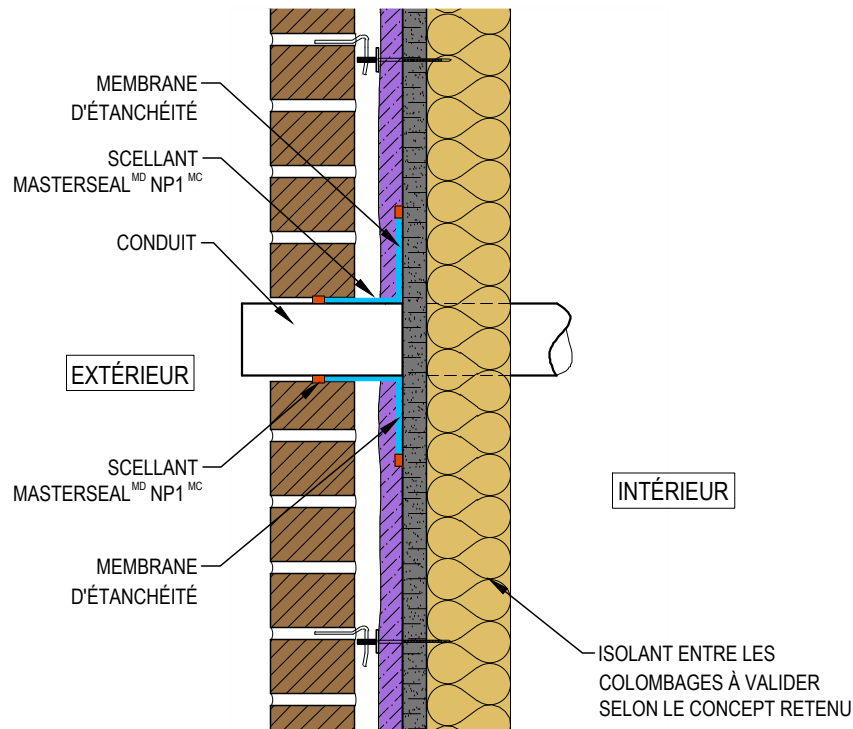 MEMBRANE
D'ÉTANCHÉITÉ
SCELLANT
MASTERSEAL MD NP1 MC
CONDUIT
EXTÉRIEUR
SCELLANT
MASTERSEAL MD NP1 MC
MEMBRANE
D'ÉTANCHÉITÉ
INTÉRIEUR
ISOLANT ENTRE LES
COLOMBAGES À VALIDER
SELON LE CONCEPT RETENU